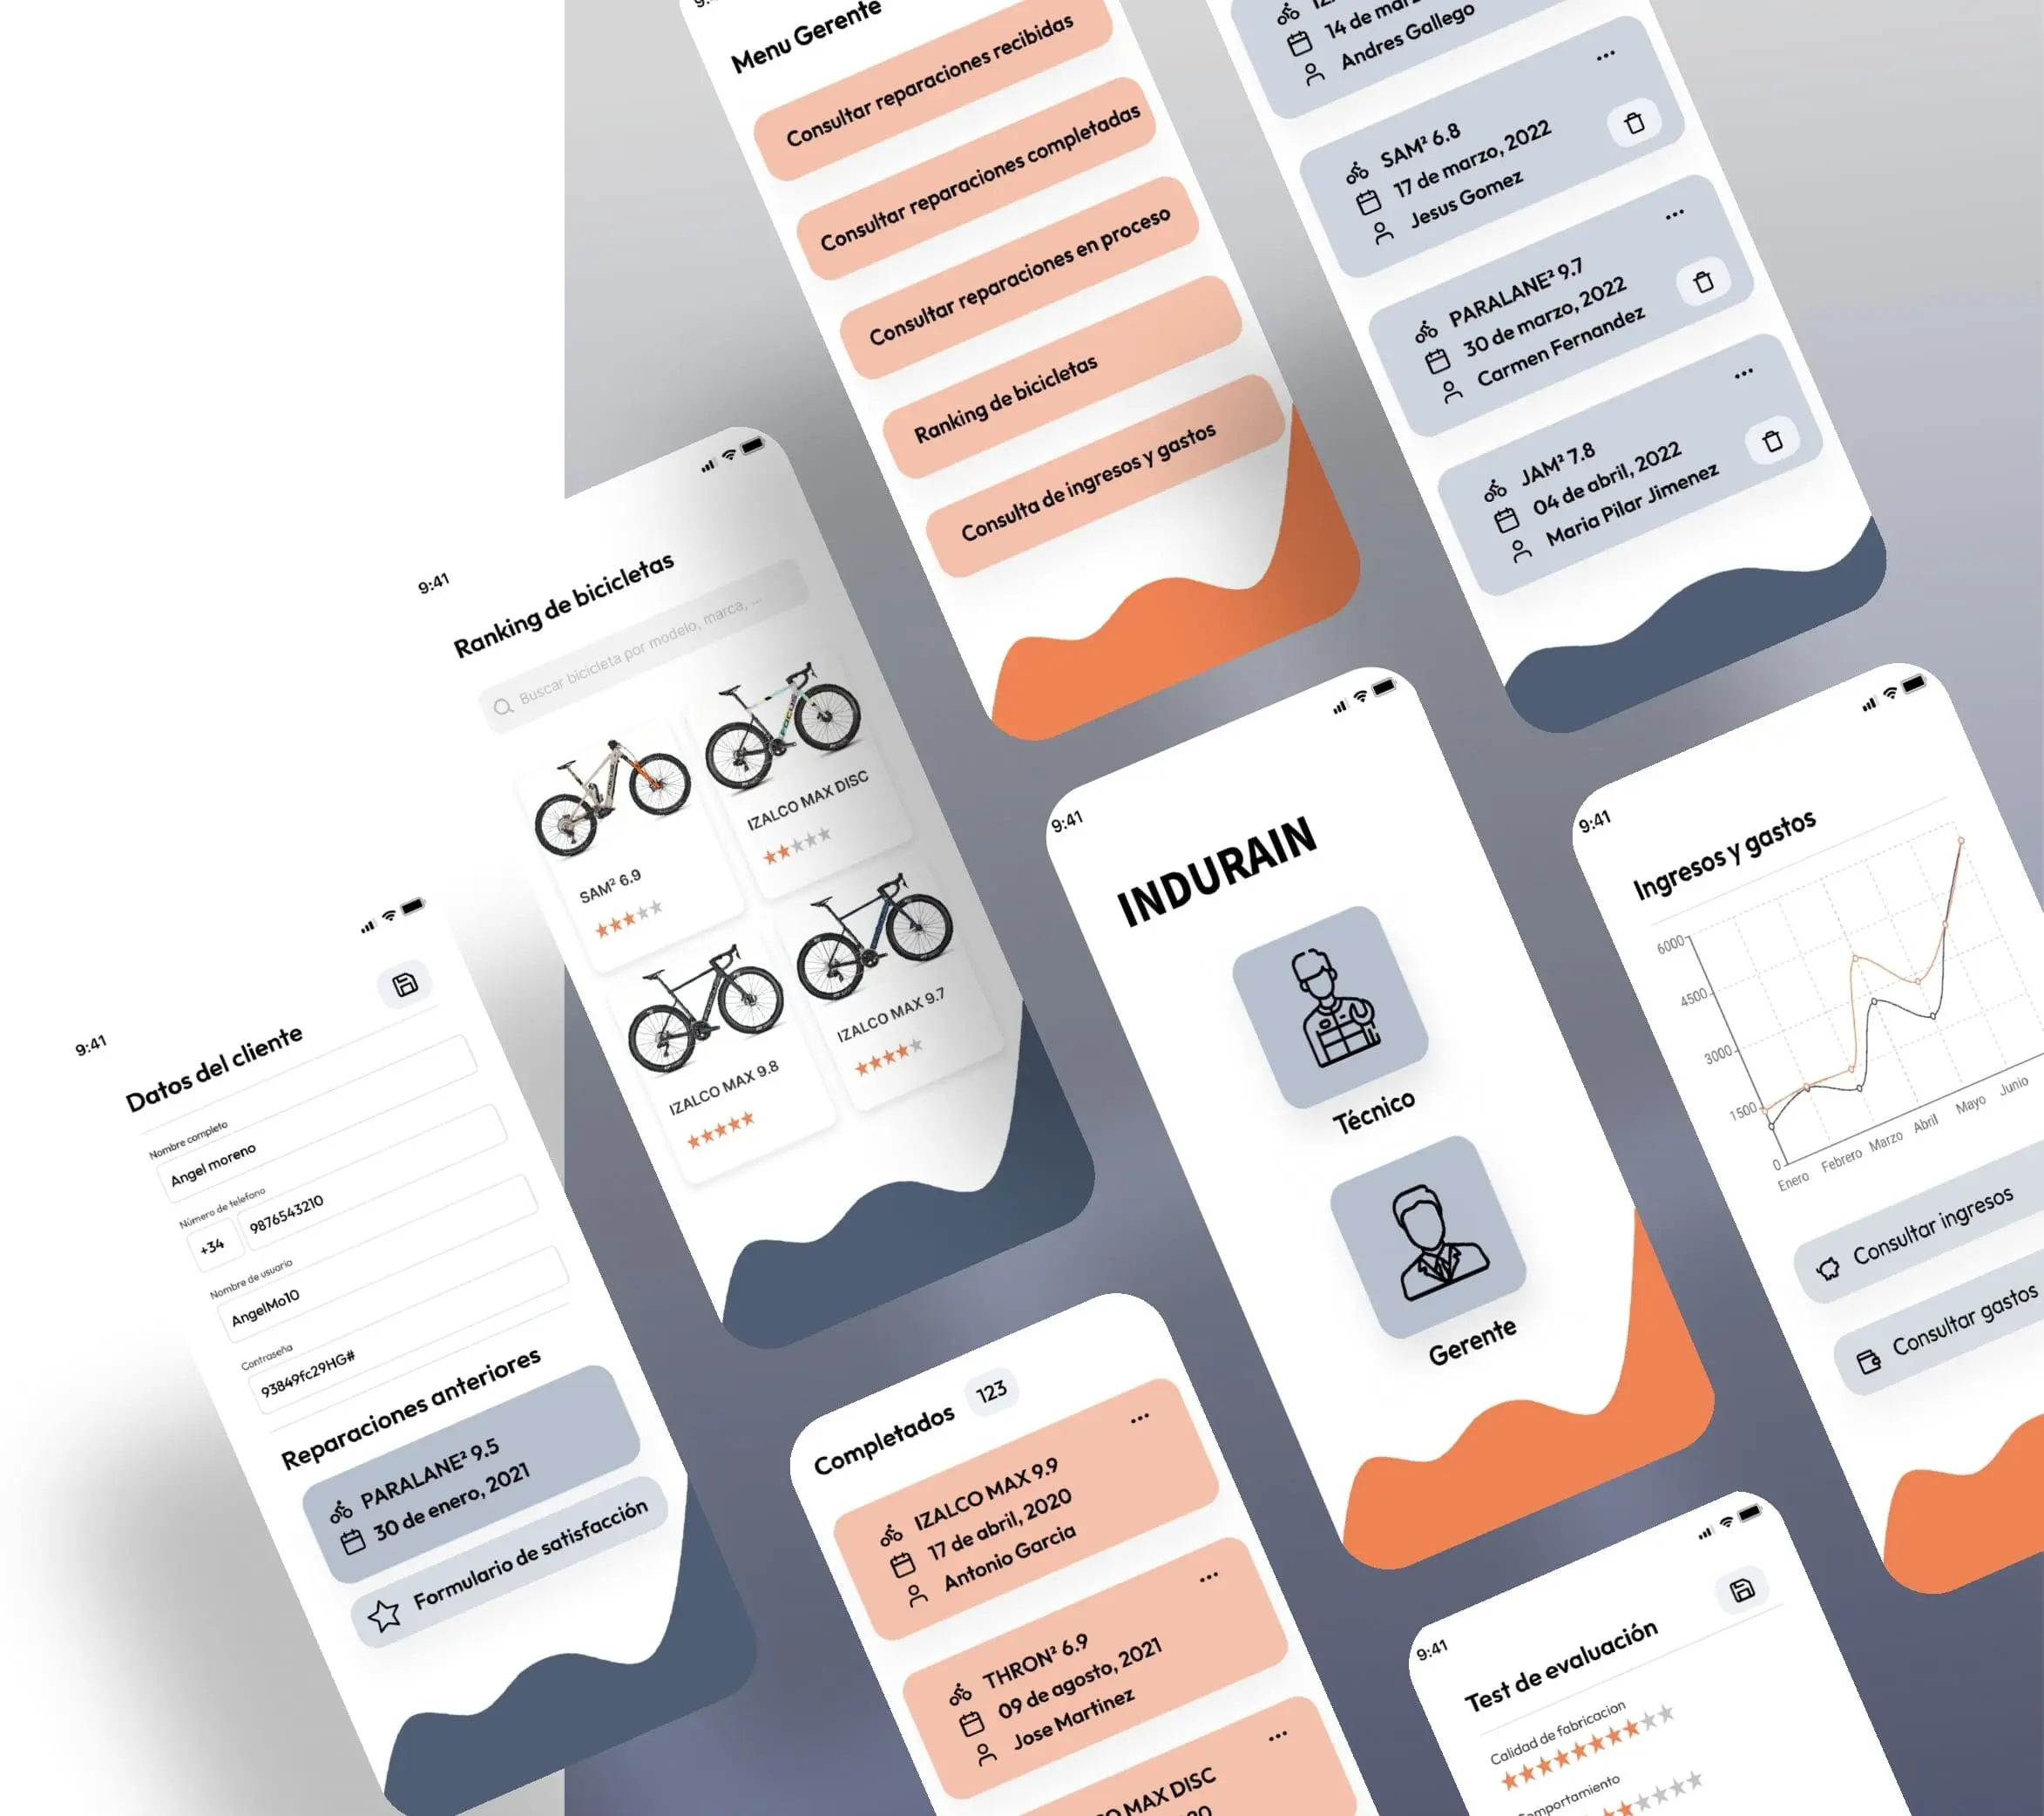 Menu Gerente
Consultar reparaciones recibidas
Consultar reparaciones completadas
Consultar reparaciones en proceso
Ranking de bicicletas
Consulta de ingresos y gastos
Andres Gallego
SAM² 6.8
17 de marzo, 2022
Jesus Gomez
PARALANE² 9.7
30 de marzo, 2022
Carmen Fernandez
JAM² 7.8
04 de abril, 2022
Maria Pilar Jimenez
9:41
Ranking de bicicletas
Buscar bicicleta por modelo, marca, ...
SAM² 6.9
FOCUS
IZALCO MAX DISC
IZALCO MAX 9.8
IZALCO MAX 9.7
9:41
INDURAIN
Técnico
Gerente
9:41
Ingresos y gastos
6000
4500
3000
1500
0
Enero
Febrero
Marzo
Abril
Mayo
Junio
Consultar ingresos
Consultar gastos
9:41
Datos del cliente
Nombre completo
Angel moreno
Número de telefono
+34
9876543210
Nombre de usuario
AngelMo10
Contraseña
93849fc29HG#
Reparaciones anteriores
PARALANE² 9.5
30 de enero, 2021
Formulario de satisfacción
Completados
123
IZALCO MAX 9.9
17 de abril, 2020
Antonio Garcia
THRON² 6.9
09 de agosto, 2021
Jose Martinez
MAX DISC
9:41
Test de evaluación
Calidad de fabricacion